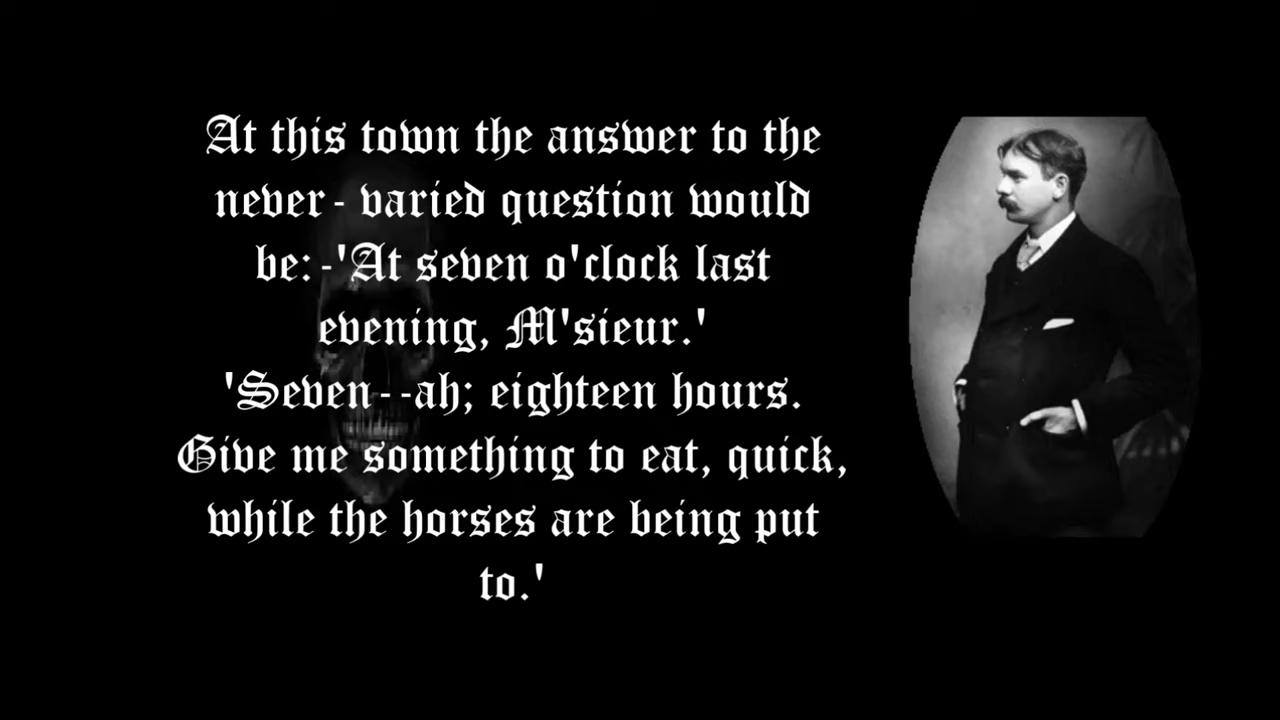 At this town the answer to the
never- varied question would
be:-'At seven o'clock last
evening, M'sieur.'
'Seven--ah; eighteen hours.
Give me something to eat, quick,
while the horses are being put
to.'